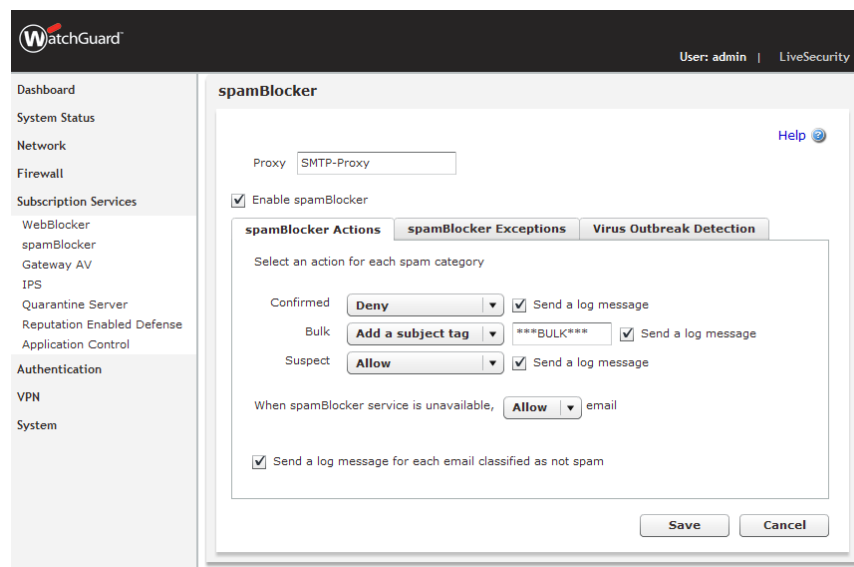 WatchGuard
User: admin | LiveSecurity
Dashboard
System Status
Network
Firewall
Subscription Services
WebBlocker
spamBlocker
Gateway AV
IPS
Quarantine Server
Reputation Enabled Defense
Application Control
Authentication
VPN
System
spamBlocker
Help
Proxy SMTP-Proxy
Enable spamBlocker
spamBlocker Actions spamBlocker Exceptions Virus Outbreak Detection
Select an action for each spam category
Confirmed Deny Send a log message
Bulk Add a subject tag ***BULK*** Send a log message
Suspect Allow Send a log message
When spamBlocker service is unavailable, Allow email
Send a log message for each email classified as not spam
Save Cancel